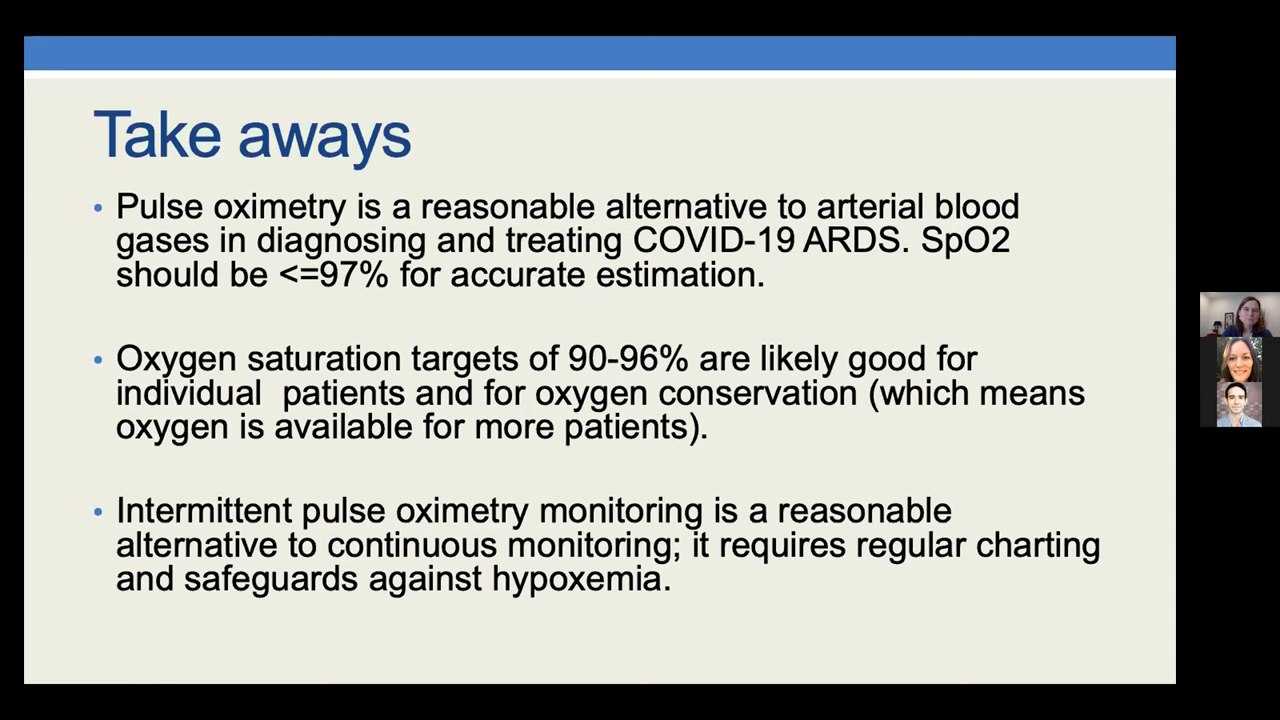 Take aways
• Pulse oximetry is a reasonable alternative to arterial blood
gases in diagnosing and treating COVID-19 ARDS. SpO2
should be <=97% for accurate estimation.
• Oxygen saturation targets of 90-96% are likely good for
individual  patients and for oxygen conservation (which means
oxygen is available for more patients).
• Intermittent pulse oximetry monitoring is a reasonable
alternative to continuous monitoring; it requires regular charting
and safeguards against hypoxemia.